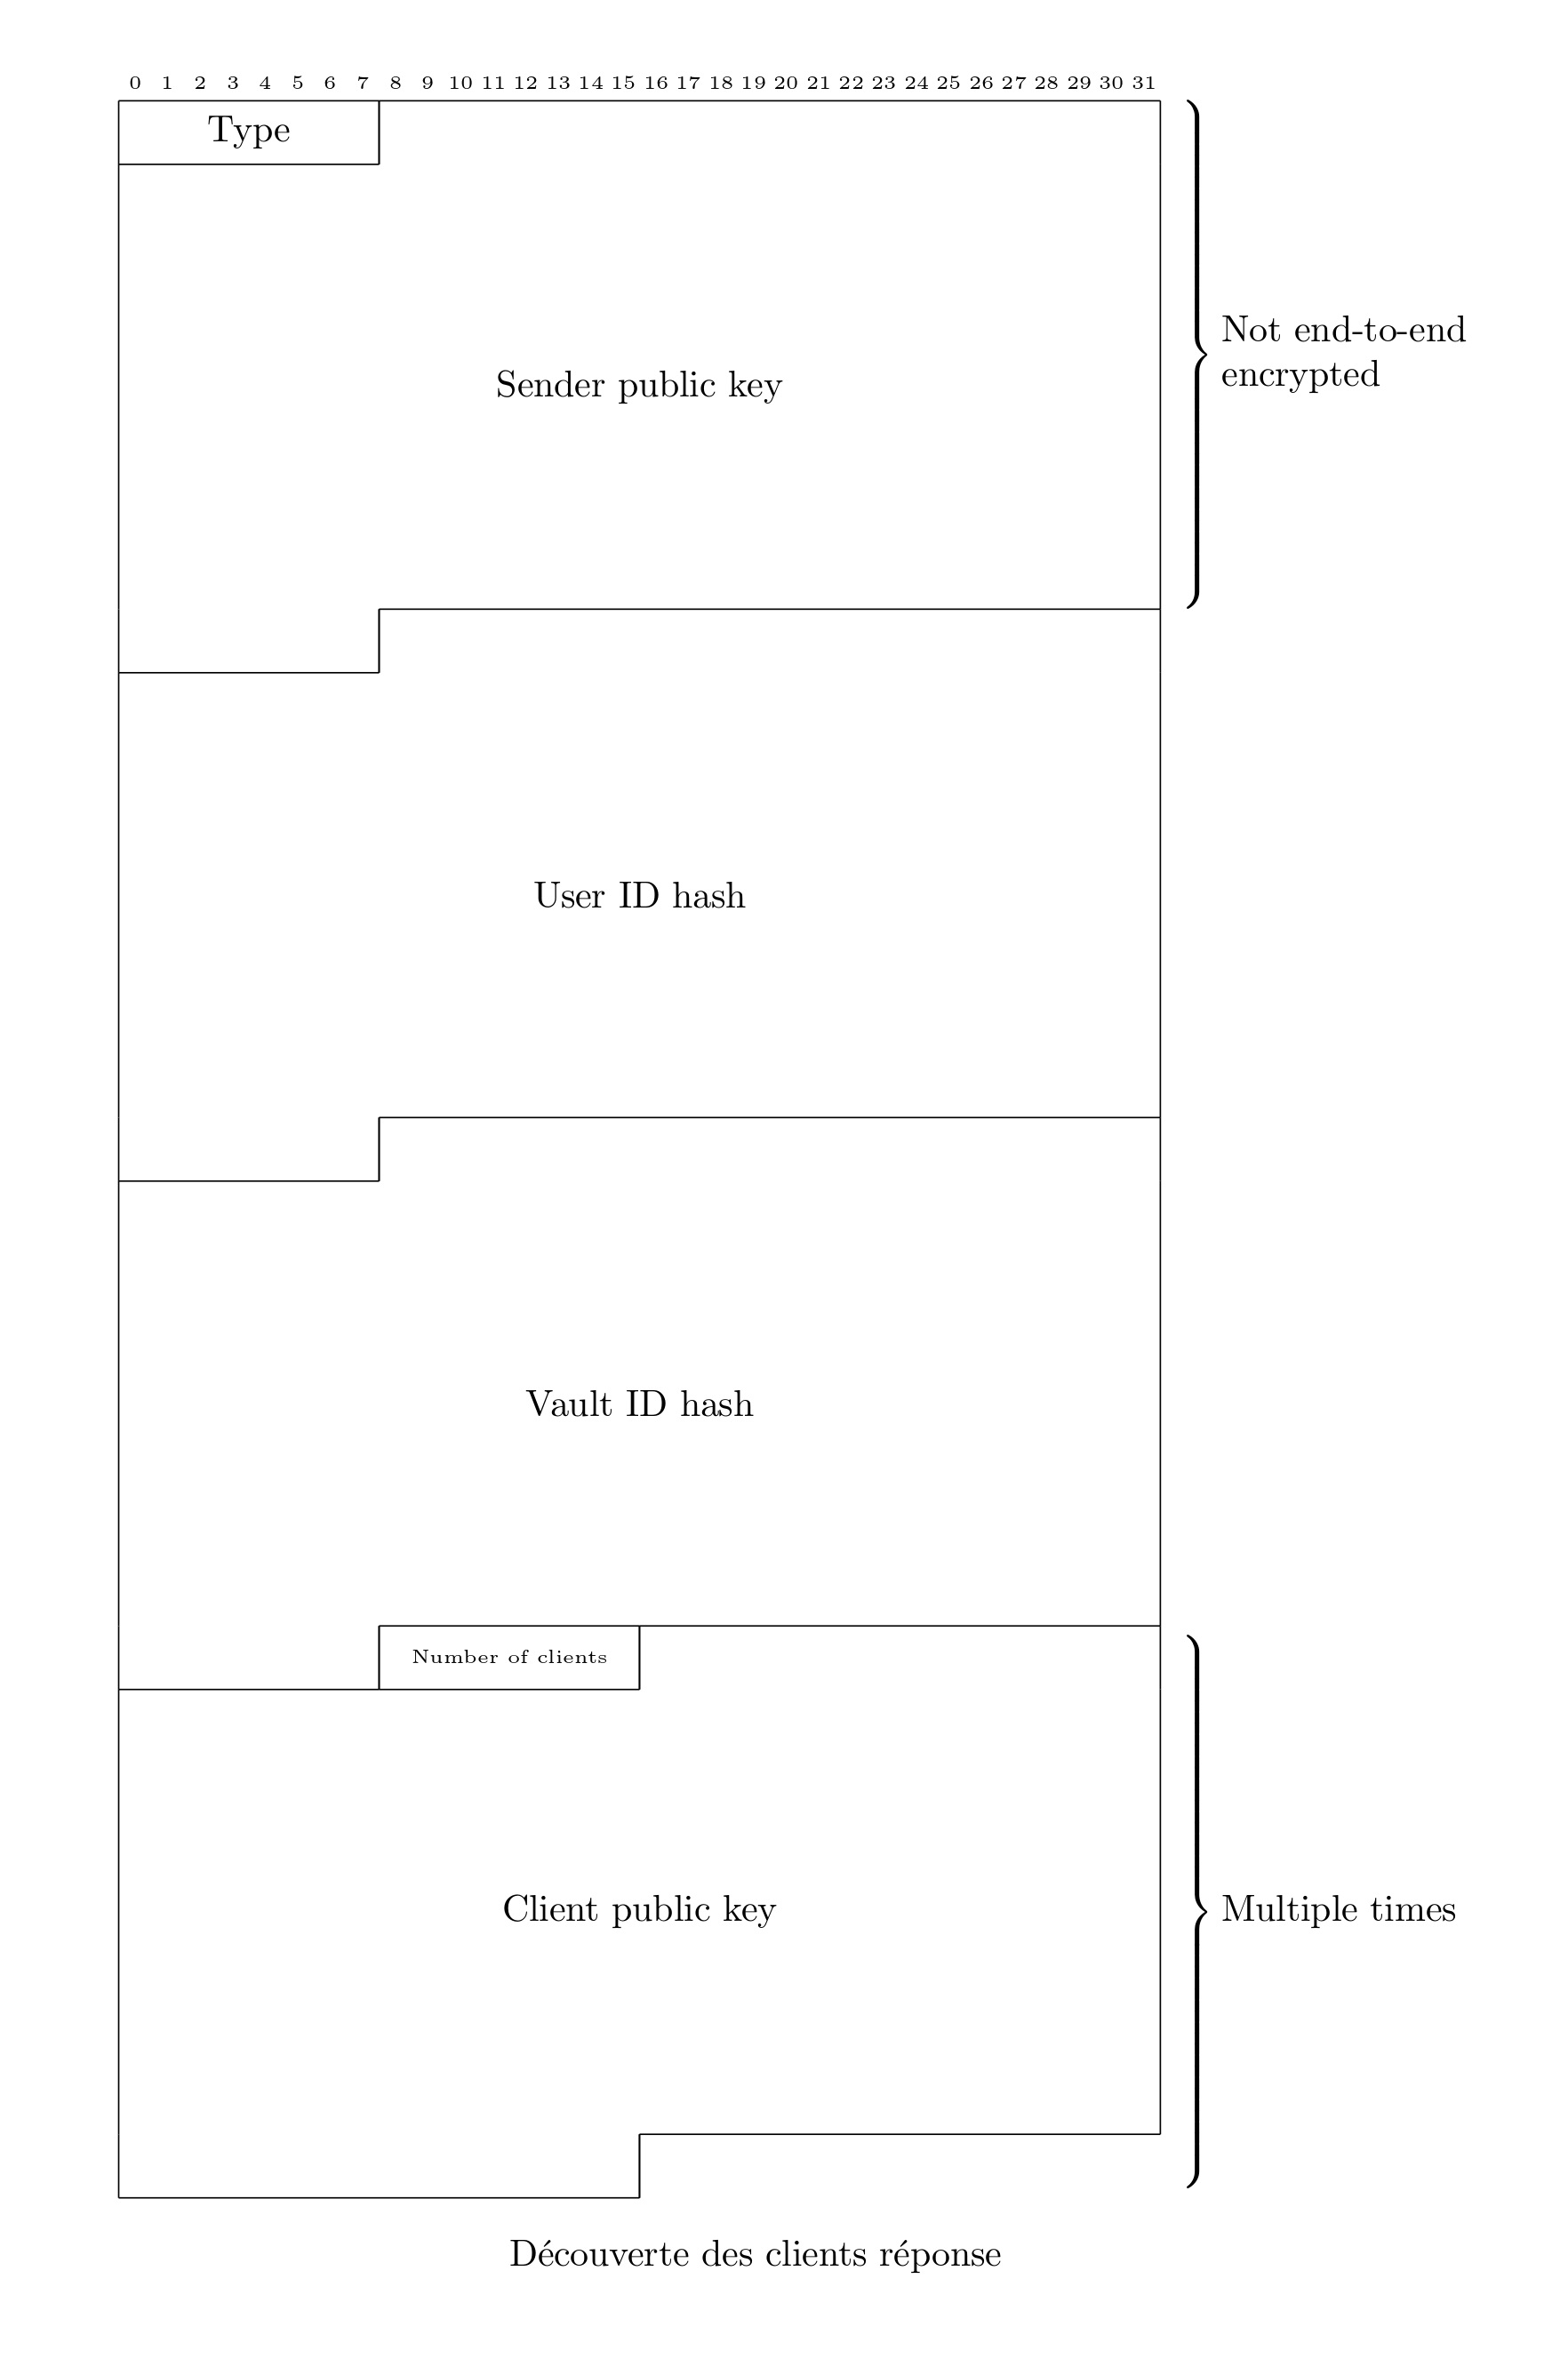 0 1 2 3 4 5 6 7 8 9 10 11 12 13 14 15 16 17 18 19 20 21 22 23 24 25 26 27 28 29 30 31
Type
Not end-to-end
encrypted
Sender public key
User ID hash
Vault ID hash
Number of clients
Client public key
Multiple times
Découverte des clients réponse